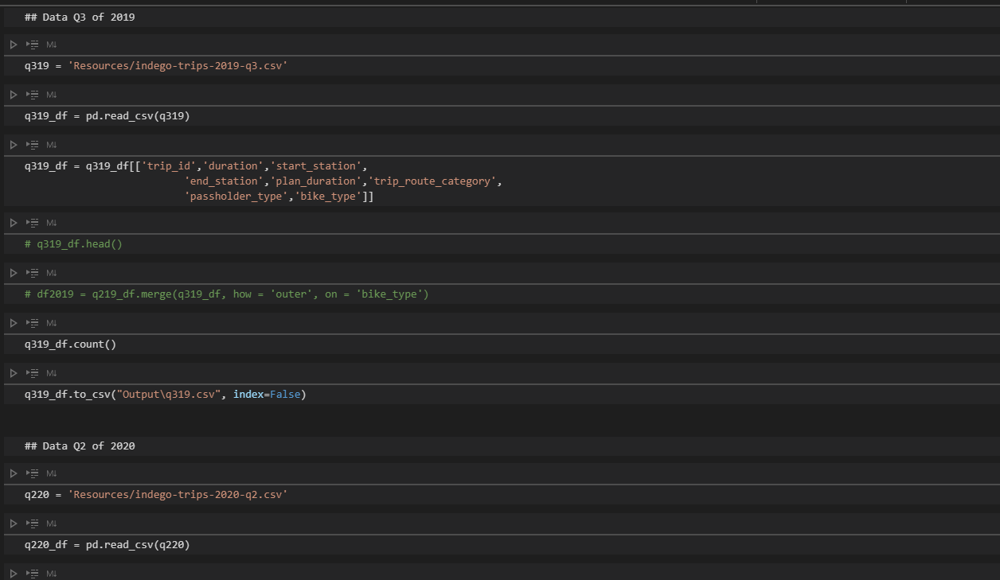 ## Data Q3 of 2019
M↓
q319 = 'Resources/indego-trips-2019-q3.csv'
M↓
q319_df = pd.read_csv(q319)
M↓
q319_df = q319_df[['trip_id','duration','start_station',
'end_station','plan_duration','trip_route_category',
'passholder_type','bike_type']]
M↓
# q319_df.head()
M↓
# df2019 = q219_df.merge(q319_df, how = 'outer', on = 'bike_type')
M↓
q319_df.count()
M↓
q319_df.to_csv("Output\q319.csv", index=False)
## Data Q2 of 2020
M↓
q220 = 'Resources/indego-trips-2020-q2.csv'
M↓
q220_df = pd.read_csv(q220)
M↓